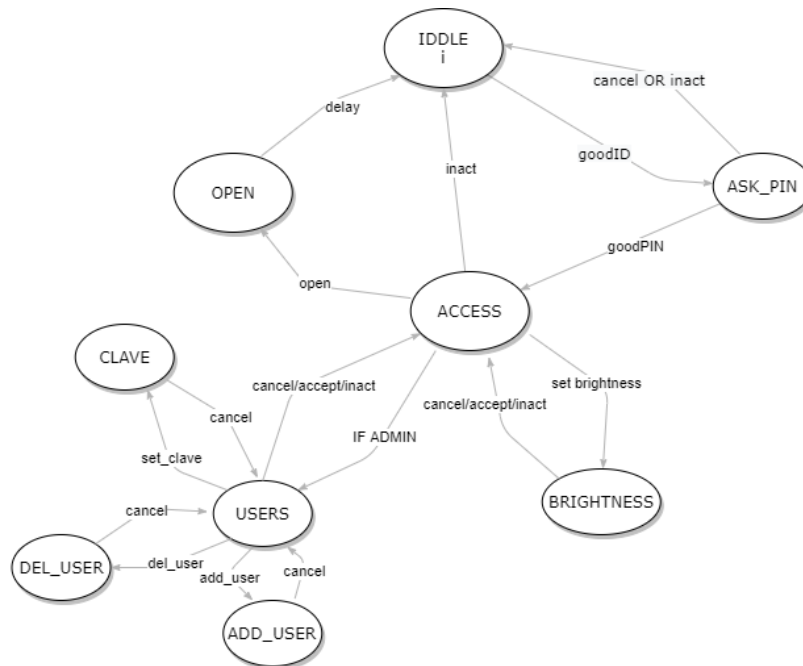 IDDLE
i
cancel OR inact
delay
goodID
inact
OPEN
ASK_PIN
goodPIN
open
ACCESS
CLAVE
cancel/accept/inact
set brightness
cancel/accept/inact
cancel
IF ADMIN
set_clave
BRIGHTNESS
cancel
USERS
DEL_USER
del_user
add_user
cancel
ADD_USER